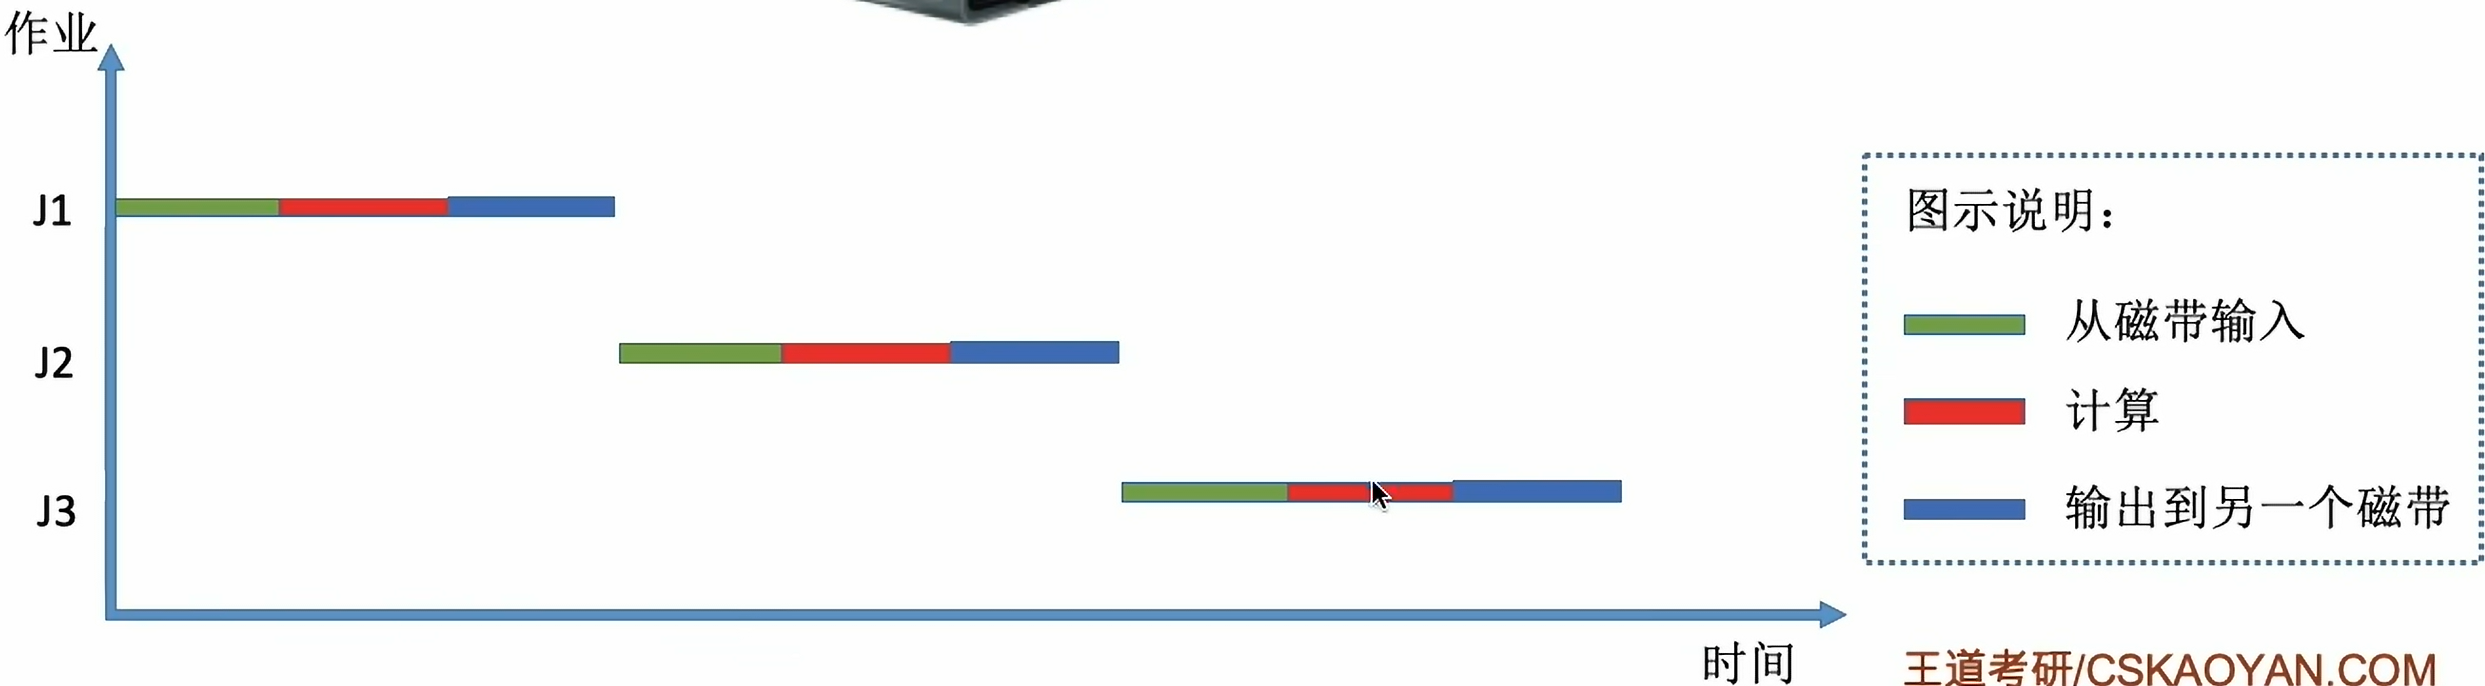 作业
J1
J2
J3
时间
图示说明：
从磁带输入
计算
输出到另一个磁带
王道考研/CSKAOYAN.COM